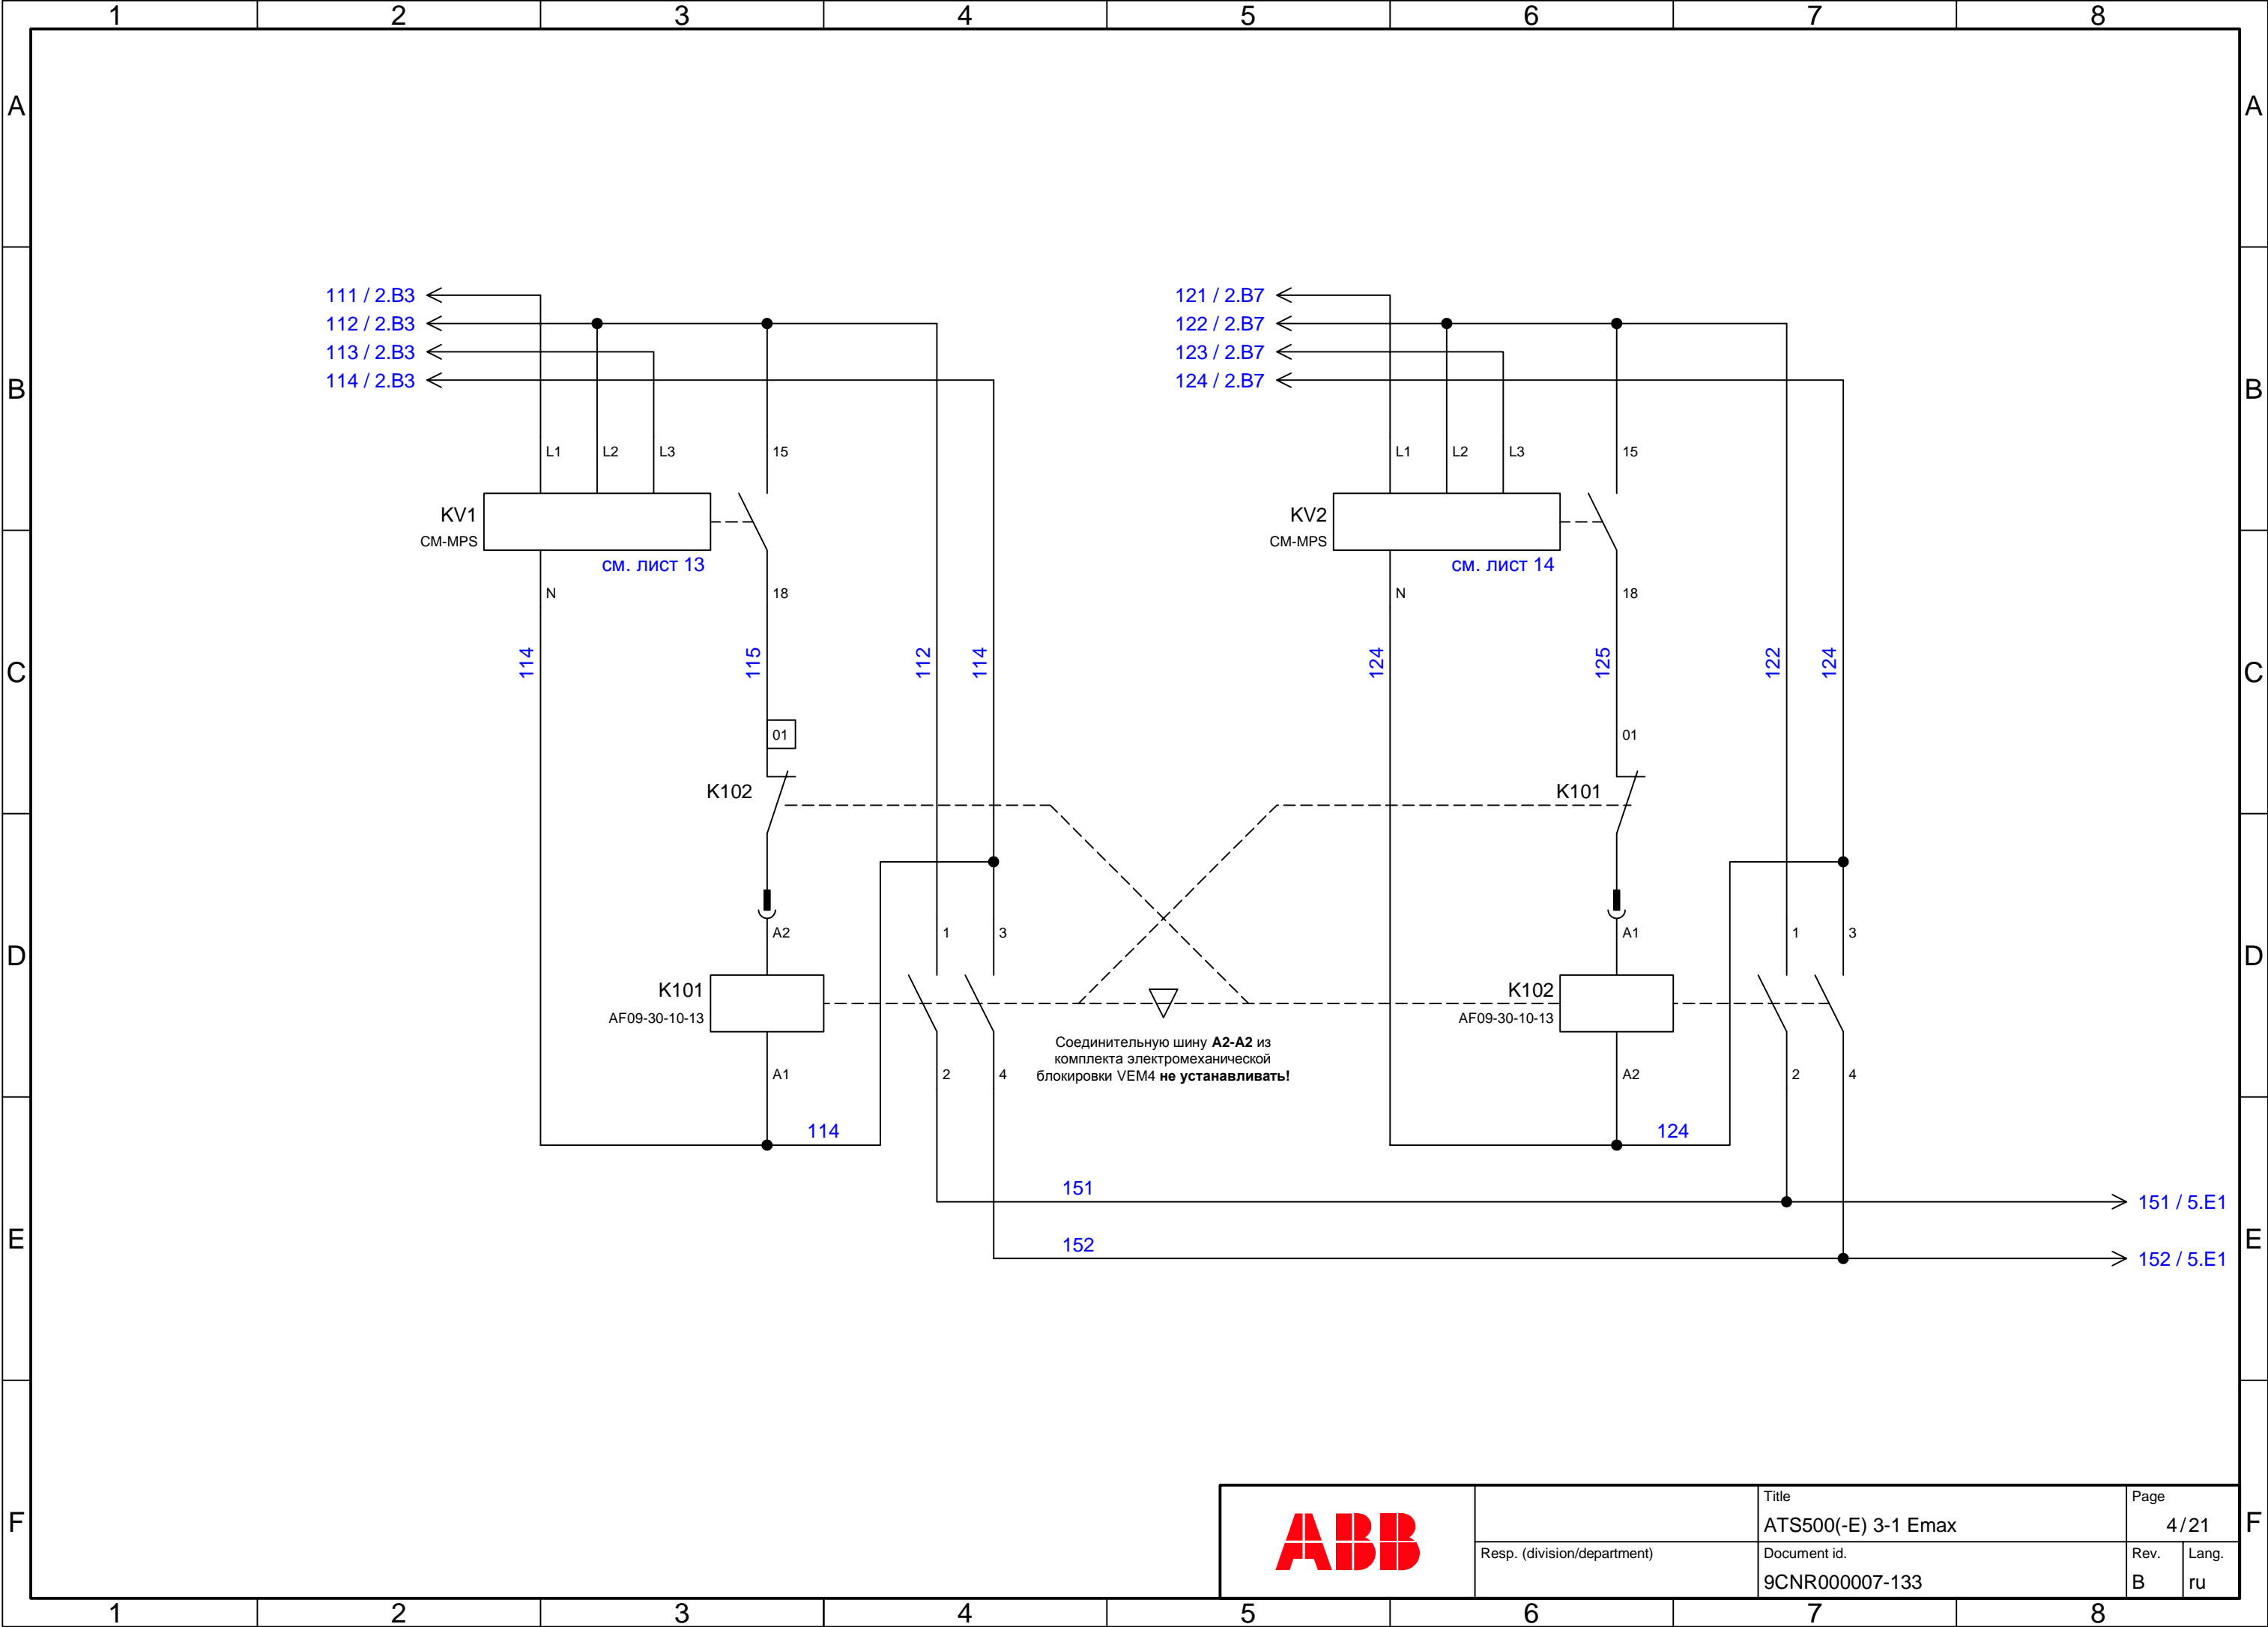 1 2 3 4 5 6 7 8
A A
111 / 2.B3 121 / 2.B7
112 / 2.B3 122 / 2.B7
113 / 2.B3 123 / 2.B7
114 / 2.B3 124 / 2.B7
B B
L1 L2 L3 15 L1 L2 L3 15
KV1 KV2
CM-MPS CM-MPS
см. лист 13 см. лист 14
N 18 N 18
114 115 112 114 124 125 122 124
C C
01 01
K102 K101
A2 1 3 A1 1 3
D D
K101 K102
AF09-30-10-13 AF09-30-10-13
Соединительную шину A2-A2 из
комплекта электромеханической
блокировки VEM4 не устанавливать!
A1 2 4 A2 2 4
114 124
151 151 / 5.E1
E E
152 152 / 5.E1
F F
ABB
Title
ATS500(-E) 3-1 Emax
Page
4/21
Resp. (division/department)
Document id.
9CNR000007-133
Rev.
B
Lang.
ru
1 2 3 4 5 6 7 8